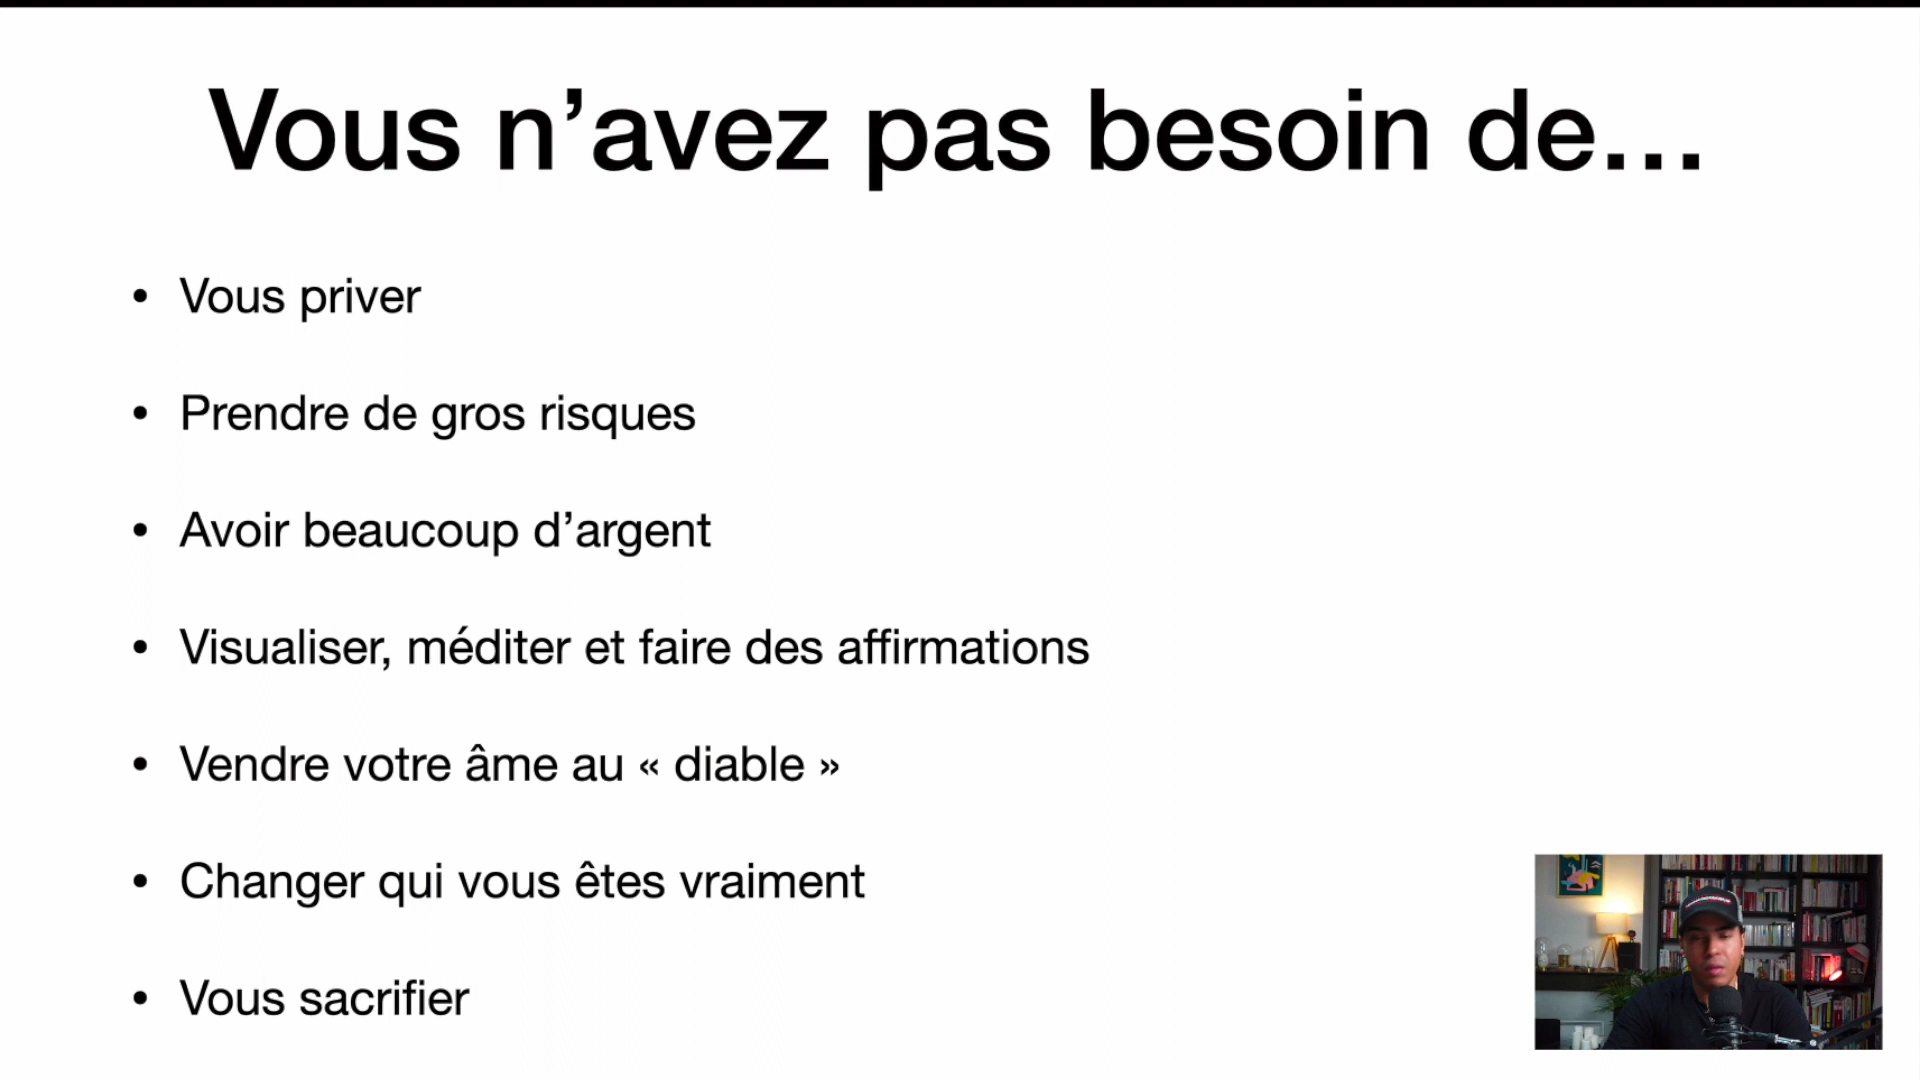 Vous n’avez pas besoin de…
• Vous priver
• Prendre de gros risques
• Avoir beaucoup d’argent
• Visualiser, méditer et faire des affirmations
• Vendre votre âme au « diable »
• Changer qui vous êtes vraiment
• Vous sacrifier